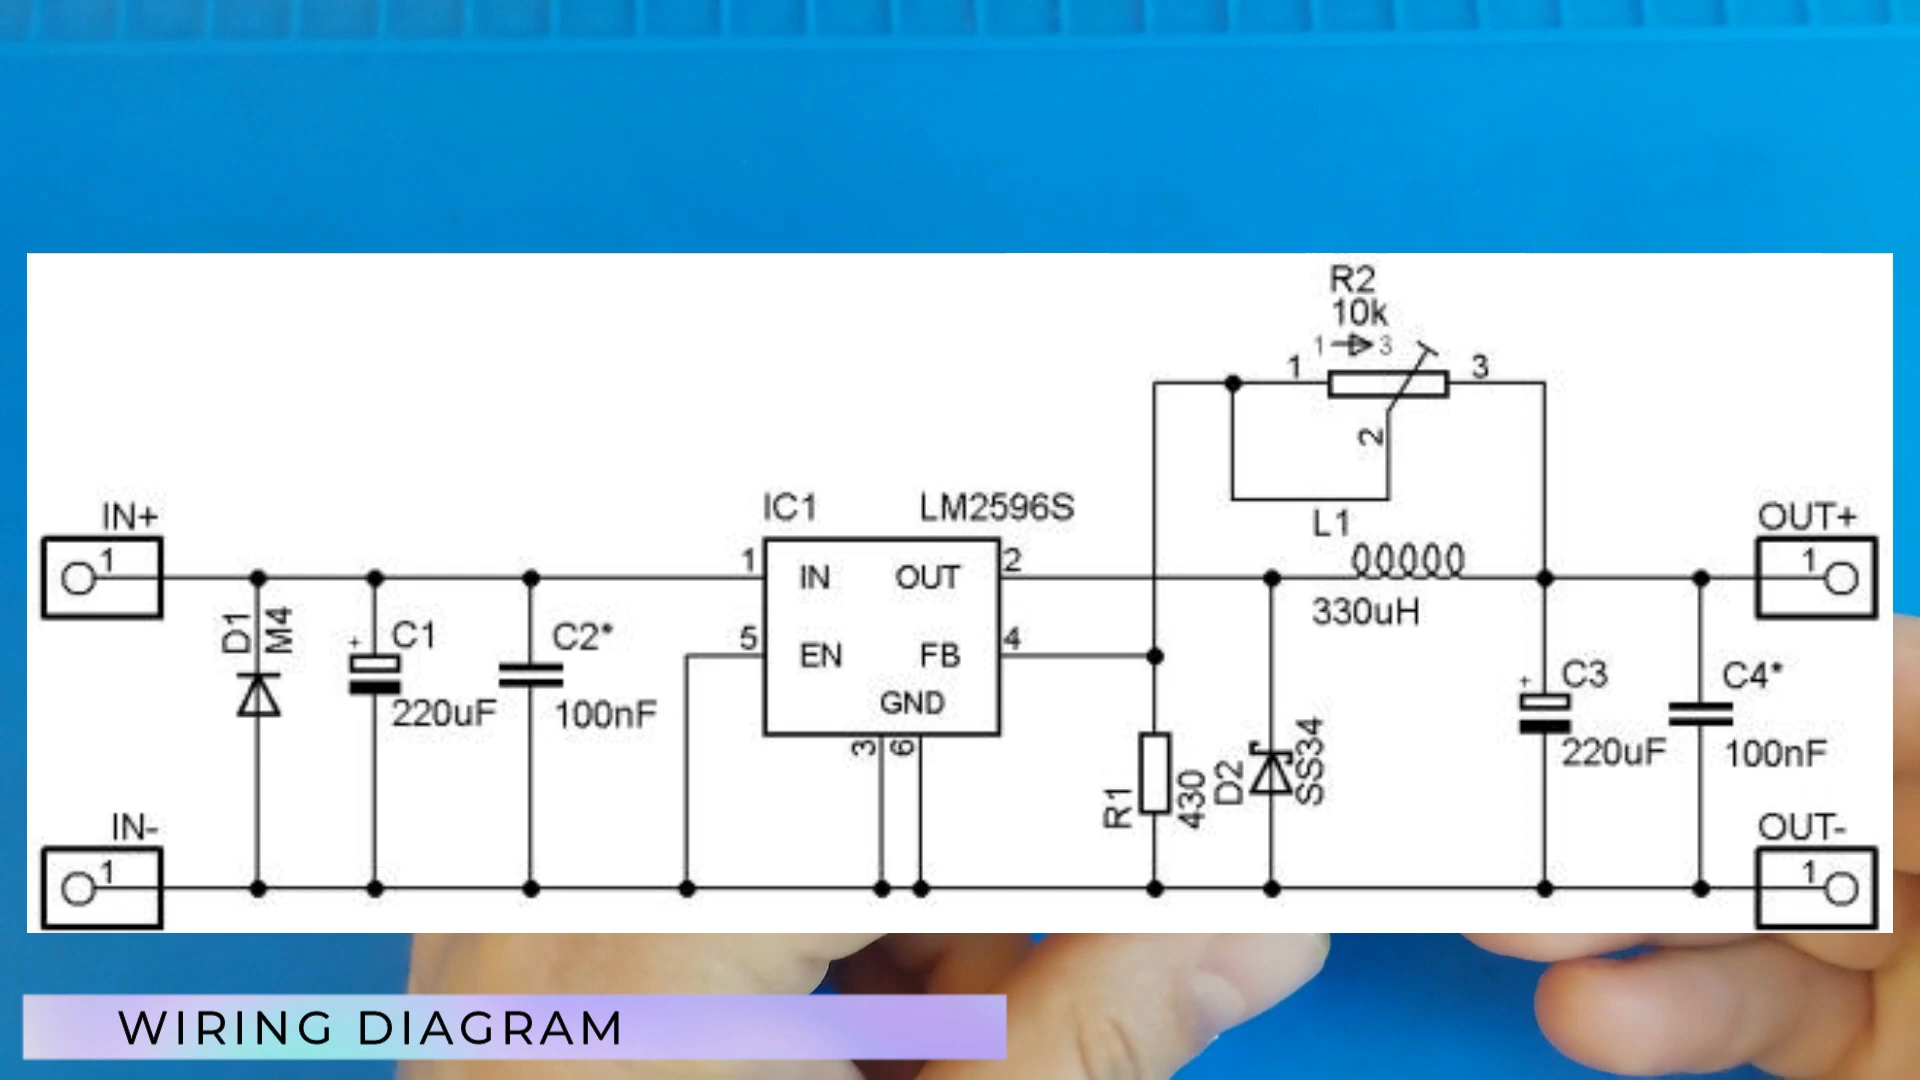 R2
10k
1 3
1 3
2
IN+
1
IC1 LM2596S
L1
OUT+
1
1 IN OUT 2
330uH
D1 M4
+ C1
220uF
C2*
100nF
5 EN FB 4
GND
3 6
R1 430
D2 SS34
+ C3
220uF
C4*
100nF
IN-
1
OUT-
1
WIRING DIAGRAM